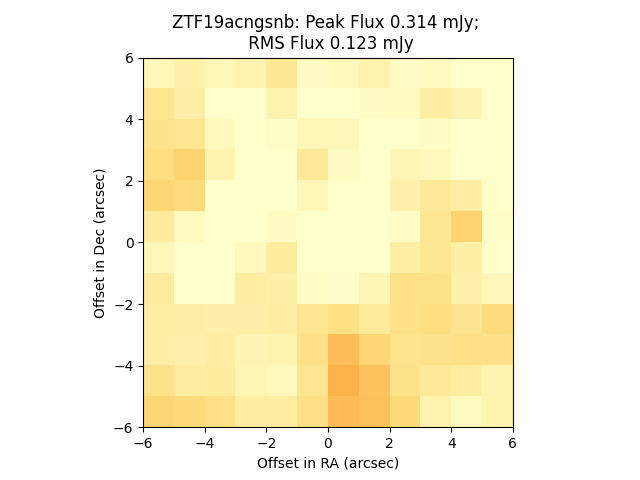 ZTF19acngsnb: Peak Flux 0.314 mJy;
RMS Flux 0.123 mJy
6
4
2
0
−2
−4
−6
Offset in Dec (arcsec)
−6 −4 −2 0 2 4 6
Offset in RA (arcsec)